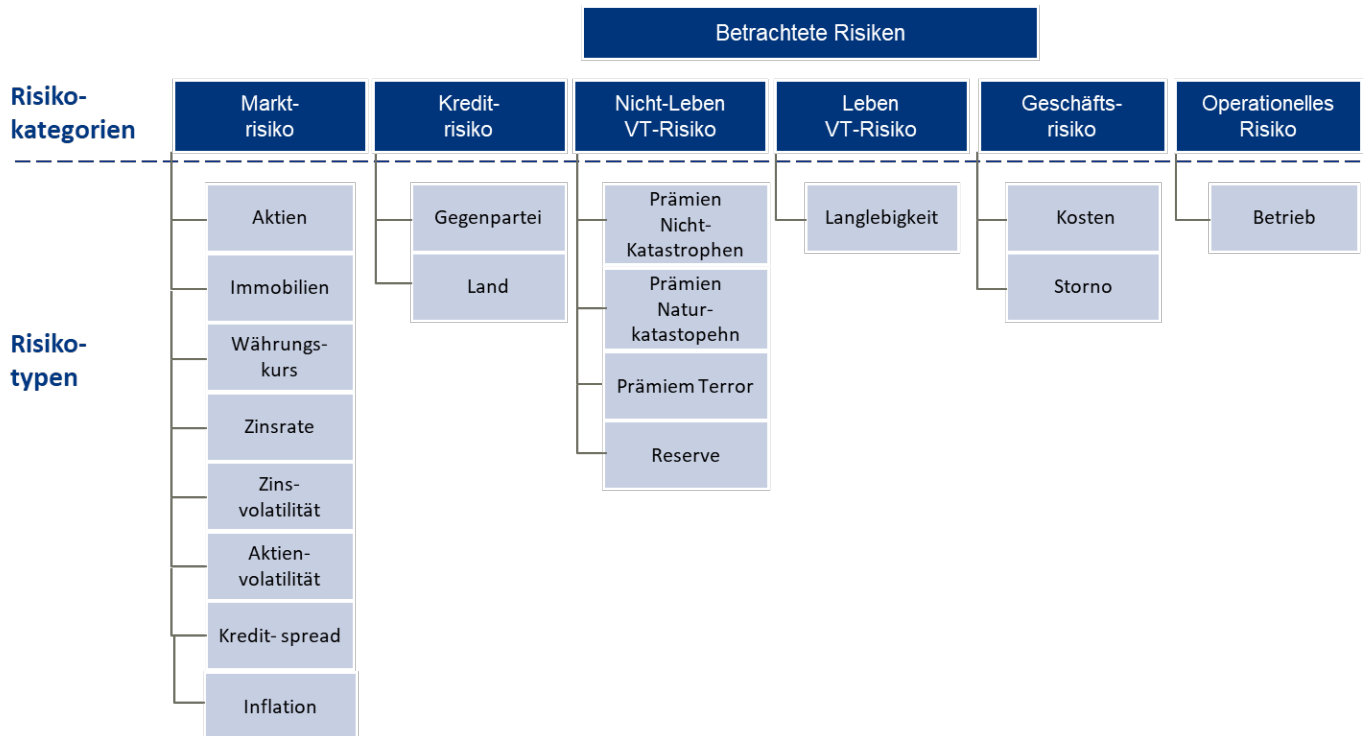 Betrachtete Risiken
Risiko-
kategorien
Markt-
risiko
Kredit-
risiko
Nicht-Leben
VT-Risiko
Leben
VT-Risiko
Geschäfts-
risiko
Operationelles
Risiko
Risiko-
typen
Aktien
Immobilien
Währungs-
kurs
Zinsrate
Zins-
volatilität
Aktien-
volatilität
Kredit- spread
Inflation
Gegenpartei
Land
Prämien
Nicht-
Katastrophen
Prämien
Natur-
katastopehn
Prämiem Terror
Reserve
Langlebigkeit
Kosten
Storno
Betrieb